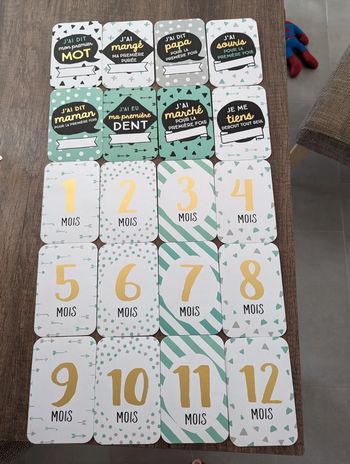 J'AI DIT
mon premier
MOT
J'AI
mangé
MA PREMIÈRE
PURÉE
J'AI DIT
papa
POUR LA
PREMIÈRE FOIS
J'AI
souris
POUR LA
PREMIÈRE FOIS
J'AI DIT
maman
POUR LA PREMIÈRE FOIS
J'AI EU
ma première
DENT
J'AI
marché
POUR LA
PREMIÈRE FOIS
JE ME
tiens
DEBOUT TOUT SEUL
1
MOIS
2
MOIS
3
MOIS
4
MOIS
5
MOIS
6
MOIS
7
MOIS
8
MOIS
9
MOIS
10
MOIS
11
MOIS
12
MOIS